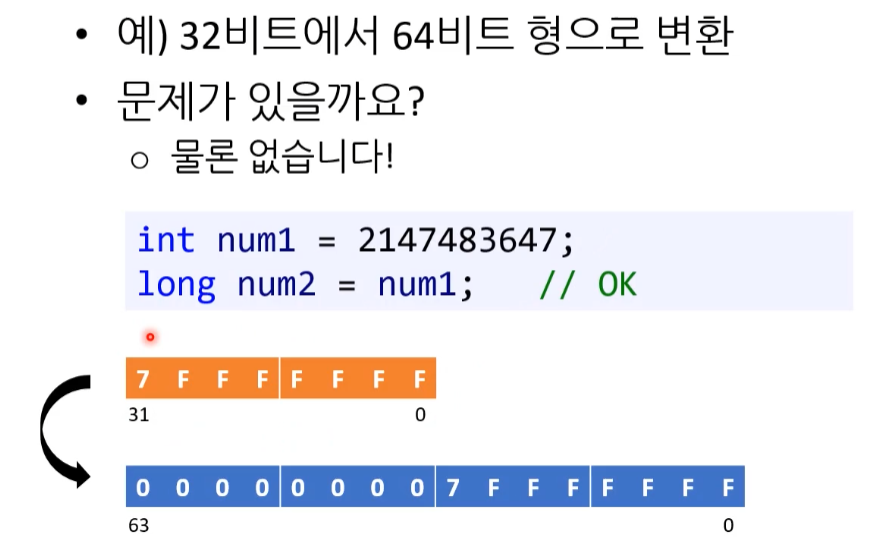 • 예) 32비트에서 64비트 형으로 변환
• 문제가 있을까요?
○ 물론 없습니다!
int num1 = 2147483647;
long num2 = num1;   // OK
7 F F F F F F F
31 0
0 0 0 0 0 0 0 0 7 F F F F F F F
63 0